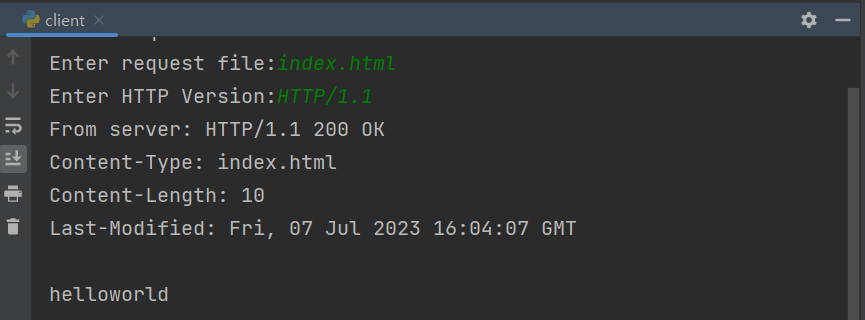 client
Enter request file:index.html
Enter HTTP Version:HTTP/1.1
From server: HTTP/1.1 200 OK
Content-Type: index.html
Content-Length: 10
Last-Modified: Fri, 07 Jul 2023 16:04:07 GMT
helloworld